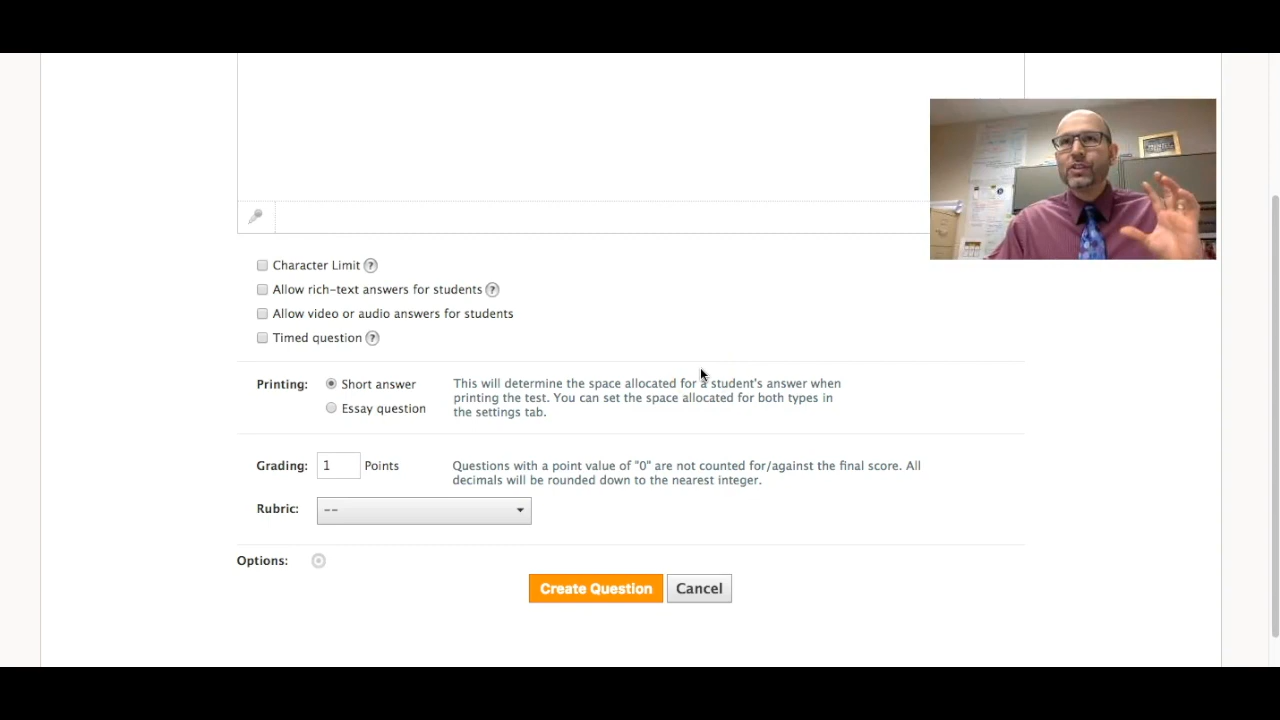 Character Limit ?
Allow rich-text answers for students ?
Allow video or audio answers for students
Timed question ?
Printing: Short answer This will determine the space allocated for a student's answer when
printing the test. You can set the space allocated for both types in
Essay question
the settings tab.
Grading: 1 Points Questions with a point value of "0" are not counted for/against the final score. All
decimals will be rounded down to the nearest integer.
Rubric: --
Options:
Create Question Cancel